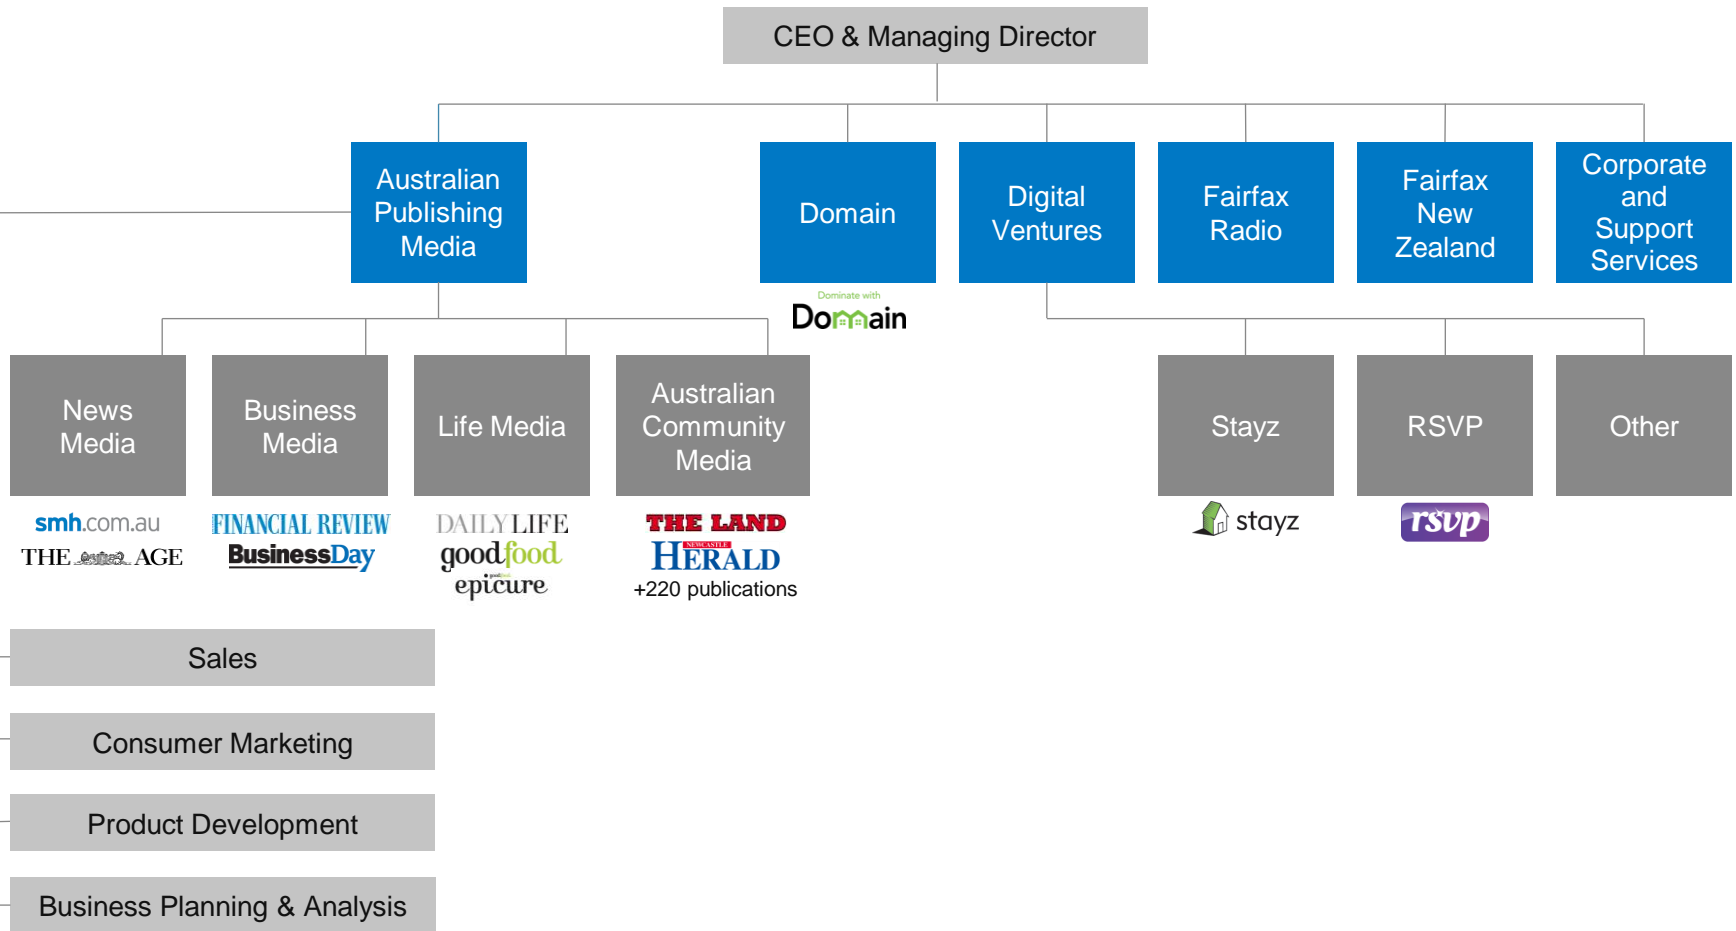 CEO & Managing Director
Australian
Publishing
Media
Domain
Digital
Ventures
Fairfax
Radio
Fairfax
New
Zealand
Corporate
and
Support
Services
Dominate with
Domain
News
Media
Business
Media
Life Media
Australian
Community
Media
Stayz
RSVP
Other
smh.com.au
THE AGE
FINANCIAL REVIEW
BusinessDay
DAILYLIFE
goodfood
epicure
THE LAND
NEWCASTLE
HERALD
+220 publications
stayz
rsvp
Sales
Consumer Marketing
Product Development
Business Planning & Analysis